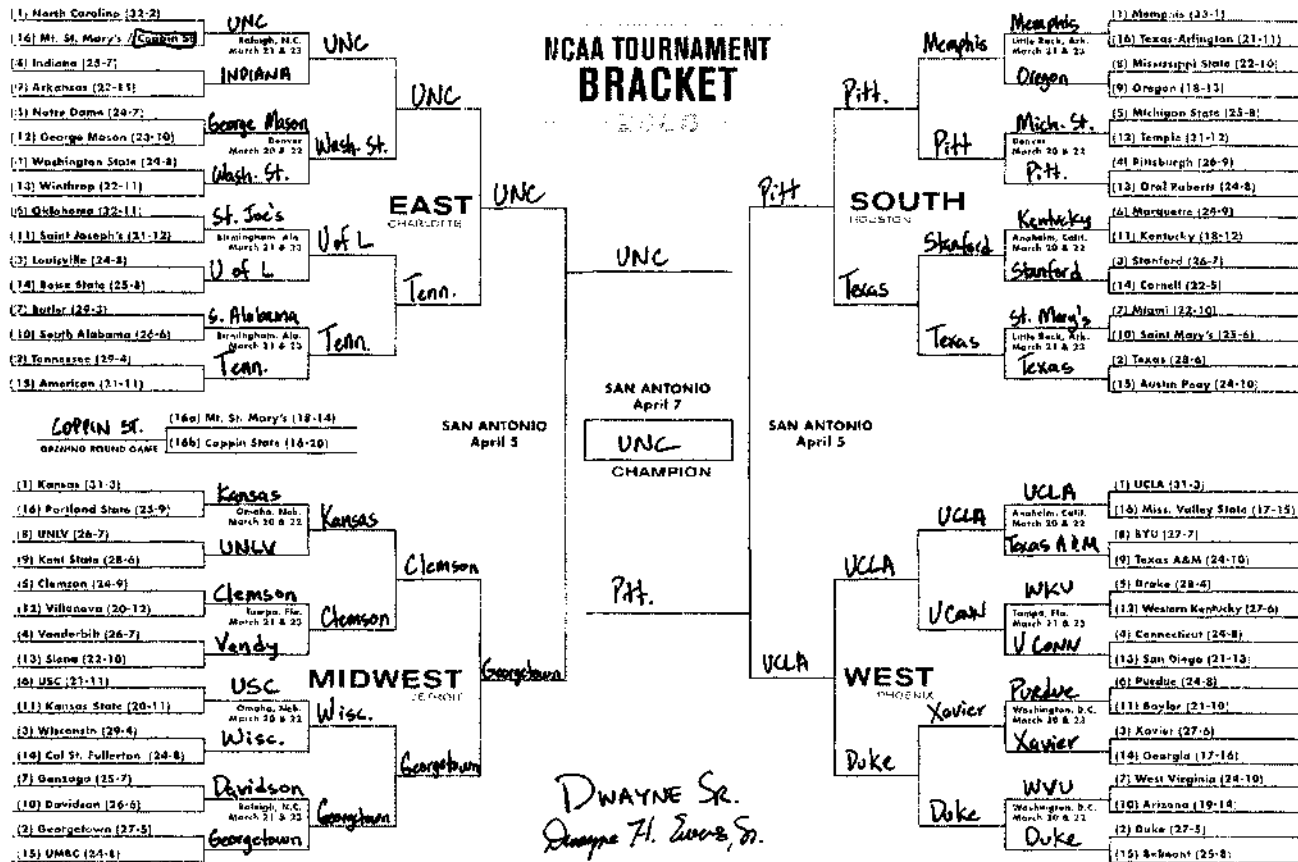 NCAA TOURNAMENT
BRACKET
2008
(1) North Carolina (32-2)
(16) Mt. St. Mary's / Coppin St
(8) Indiana (25-7)
(9) Arkansas (22-11)
(5) Notre Dame (24-7)
(12) George Mason (23-10)
(4) Washington State (24-8)
(13) Winthrop (22-11)
(6) Oklahoma (22-11)
(11) Saint Joseph's (21-12)
(3) Louisville (24-8)
(14) Boise State (25-8)
(7) Butler (29-3)
(10) South Alabama (26-6)
(2) Tennessee (29-4)
(15) American (21-11)
UNC
Raleigh, N.C.
March 21 & 23
INDIANA
George Mason
Denver
March 20 & 22
Wash. St.
St. Joe's
Birmingham, Ala.
March 21 & 23
U of L
S. Alabama
Birmingham, Ala.
March 21 & 23
Tenn.
UNC
Wash. St.
U of L
Tenn.
UNC
Tenn.
EAST
CHARLOTTE
UNC
COPPIN ST.
OPENING ROUND GAME
(16a) Mt. St. Mary's (18-14)
(16b) Coppin State (16-20)
(1) Kansas (31-3)
(16) Portland State (23-9)
(8) UNLV (26-7)
(9) Kent State (28-6)
(5) Clemson (24-9)
(12) Villanova (20-12)
(4) Vanderbilt (26-7)
(13) Siena (22-10)
(6) USC (21-11)
(11) Kansas State (20-11)
(3) Wisconsin (29-4)
(14) Cal St. Fullerton (24-8)
(7) Gonzaga (25-7)
(10) Davidson (26-6)
(2) Georgetown (27-5)
(15) UMBC (24-8)
Kansas
Omaha, Neb.
March 20 & 22
UNLV
Clemson
Tampa, Fla.
March 21 & 23
Vandy
USC
Omaha, Neb.
March 20 & 22
Wisc.
Davidson
Raleigh, N.C.
March 21 & 23
Georgetown
Kansas
Clemson
Wisc.
Georgetown
Clemson
Georgetown
MIDWEST
DETROIT
Georgetown
SAN ANTONIO
April 5
UNC
SAN ANTONIO
April 7
UNC
CHAMPION
Pitt.
SAN ANTONIO
April 5
(1) Memphis (33-1)
(16) Texas-Arlington (21-11)
(8) Mississippi State (22-10)
(9) Oregon (18-13)
(5) Michigan State (25-8)
(12) Temple (21-12)
(4) Pittsburgh (26-9)
(13) Oral Roberts (24-8)
(6) Marquette (24-9)
(11) Kentucky (18-12)
(3) Stanford (26-7)
(14) Cornell (22-5)
(7) Miami (22-10)
(10) Saint Mary's (25-6)
(2) Texas (28-6)
(15) Austin Peay (24-10)
Memphis
Little Rock, Ark.
March 21 & 23
Oregon
Mich. St.
Denver
March 20 & 22
Pitt.
Kentucky
Anaheim, Calif.
March 20 & 22
Stanford
St. Mary's
Little Rock, Ark.
March 21 & 23
Texas
Memphis
Pitt
Stanford
Texas
Pitt.
Texas
SOUTH
HOUSTON
Pitt
(1) UCLA (31-3)
(16) Miss. Valley State (17-15)
(8) BYU (27-7)
(9) Texas A&M (24-10)
(5) Drake (28-4)
(12) Western Kentucky (27-6)
(4) Connecticut (24-8)
(13) San Diego (21-13)
(6) Purdue (24-8)
(11) Baylor (21-10)
(3) Xavier (27-6)
(14) Georgia (17-16)
(7) West Virginia (24-10)
(10) Arizona (19-14)
(2) Duke (27-5)
(15) Belmont (25-8)
UCLA
Anaheim, Calif.
March 20 & 22
Texas A&M
WKU
Tampa, Fla.
March 21 & 23
UCONN
Purdue
Washington, D.C.
March 20 & 22
Xavier
WVU
Washington, D.C.
March 20 & 22
Duke
UCLA
UCONN
Xavier
Duke
UCLA
Duke
WEST
PHOENIX
UCLA
DWAYNE SR.
Dwayne H.